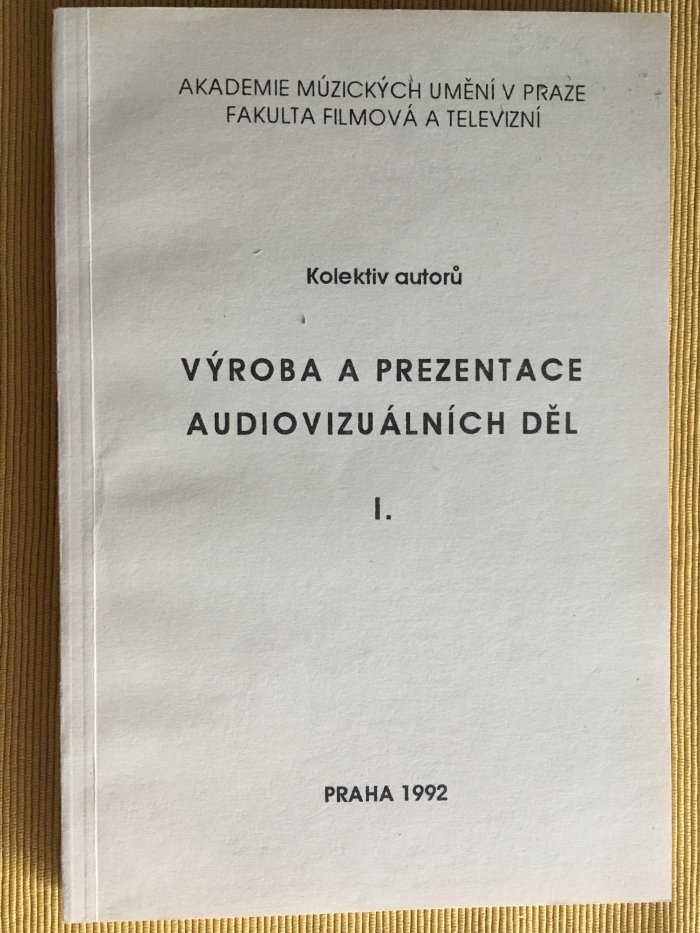 AKADEMIE MÚZICKÝCH UMĚNÍ V PRAZE
FAKULTA FILMOVÁ A TELEVIZNÍ
Kolektiv autorů
VÝROBA A PREZENTACE
AUDIOVIZUÁLNÍCH DĚL
I.
PRAHA 1992